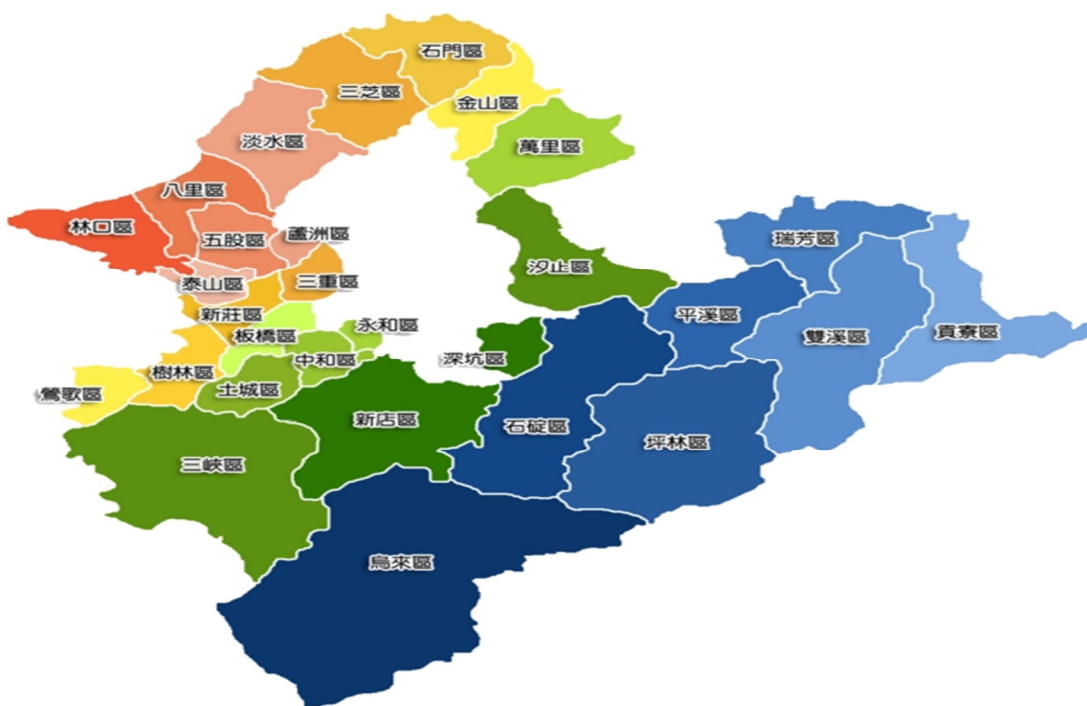 石門區
三芝區
金山區
淡水區
萬里區
八里區
林口區
五股區
蘆洲區
瑞芳區
汐止區
泰山區
三重區
新莊區
平溪區
永和區
板橋區
雙溪區
貢寮區
中和區
深坑區
樹林區
土城區
鶯歌區
新店區
石碇區
坪林區
三峽區
烏來區